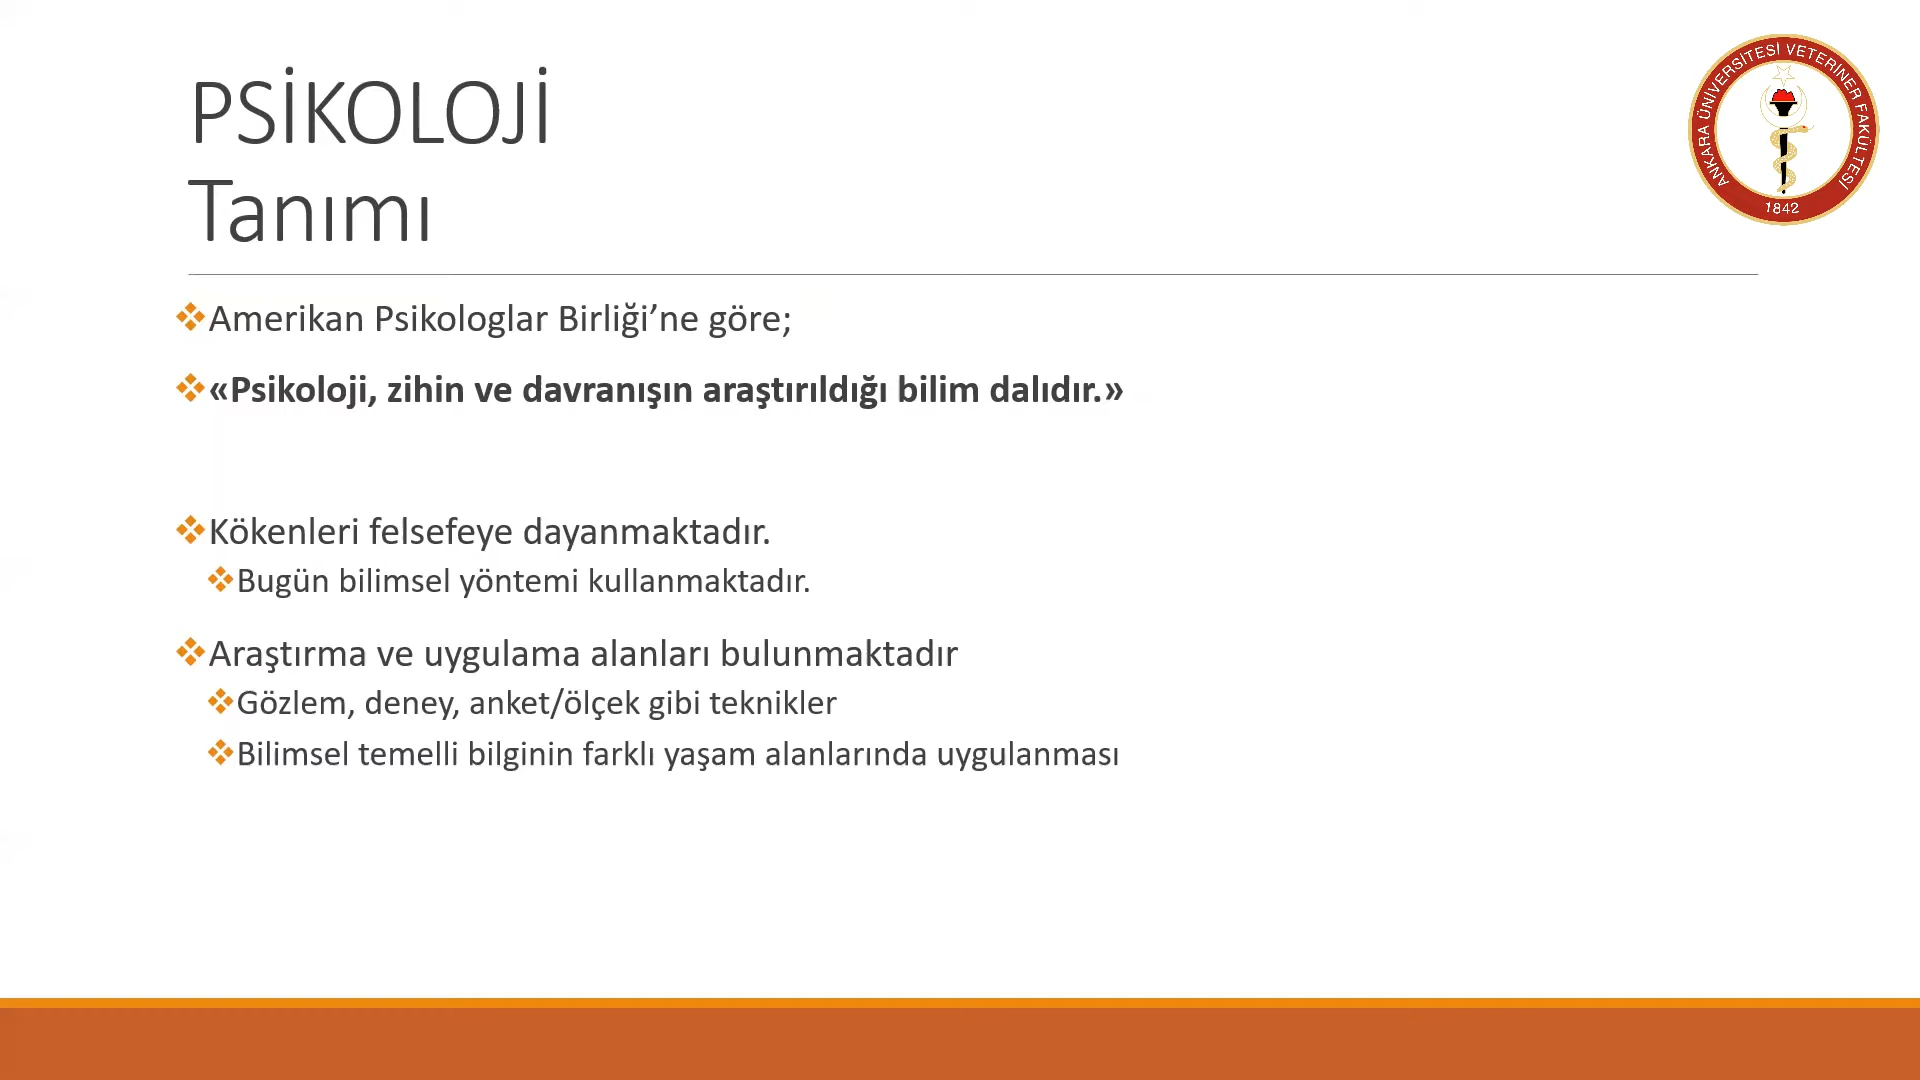 PSİKOLOJİ
Tanımı
ANKARA ÜNİVERSİTESİ VETERİNER FAKÜLTESİ
1842
❖Amerikan Psikologlar Birliği’ne göre;
❖«Psikoloji, zihin ve davranışın araştırıldığı bilim dalıdır.»
❖Kökenleri felsefeye dayanmaktadır.
❖Bugün bilimsel yöntemi kullanmaktadır.
❖Araştırma ve uygulama alanları bulunmaktadır
❖Gözlem, deney, anket/ölçek gibi teknikler
❖Bilimsel temelli bilginin farklı yaşam alanlarında uygulanması